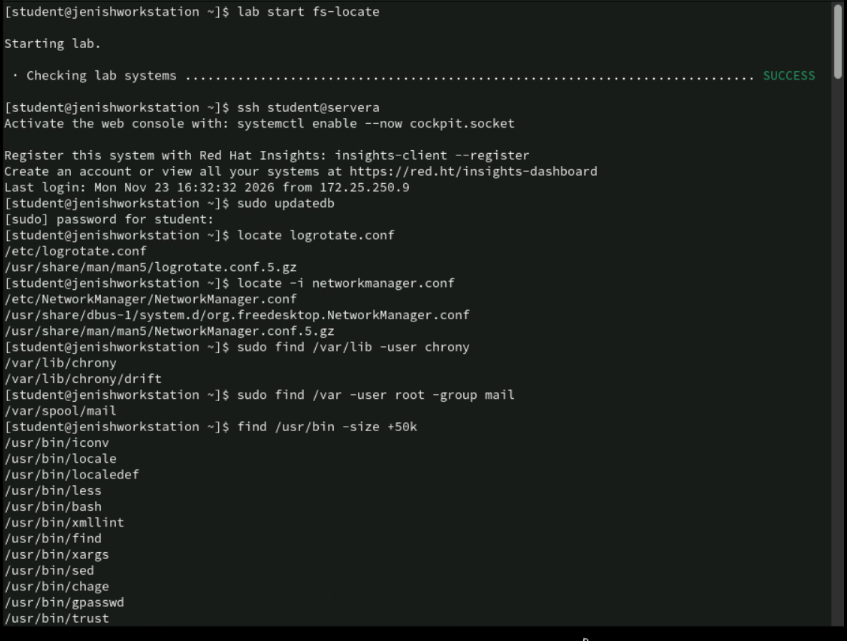 [student@jenishworkstation ~]$ lab start fs-locate
Starting lab.
· Checking lab systems ............................................................................ SUCCESS
[student@jenishworkstation ~]$ ssh student@servera
Activate the web console with: systemctl enable --now cockpit.socket
Register this system with Red Hat Insights: insights-client --register
Create an account or view all your systems at https://red.ht/insights-dashboard
Last login: Mon Nov 23 16:32:32 2026 from 172.25.250.9
[student@jenishworkstation ~]$ sudo updatedb
[sudo] password for student:
[student@jenishworkstation ~]$ locate logrotate.conf
/etc/logrotate.conf
/usr/share/man/man5/logrotate.conf.5.gz
[student@jenishworkstation ~]$ locate -i networkmanager.conf
/etc/NetworkManager/NetworkManager.conf
/usr/share/dbus-1/system.d/org.freedesktop.NetworkManager.conf
/usr/share/man/man5/NetworkManager.conf.5.gz
[student@jenishworkstation ~]$ sudo find /var/lib -user chrony
/var/lib/chrony
/var/lib/chrony/drift
[student@jenishworkstation ~]$ sudo find /var -user root -group mail
/var/spool/mail
[student@jenishworkstation ~]$ find /usr/bin -size +50k
/usr/bin/iconv
/usr/bin/locale
/usr/bin/localedef
/usr/bin/less
/usr/bin/bash
/usr/bin/xmllint
/usr/bin/find
/usr/bin/xargs
/usr/bin/sed
/usr/bin/chage
/usr/bin/gpasswd
/usr/bin/trust